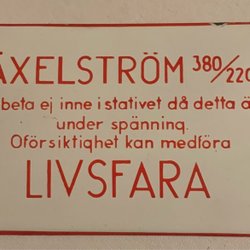 ÄXELSTRÖM 380/220
beta ej inne i stativet då detta ä
under spänning.
Oförsiktighet kan medföra
LIVSFARA